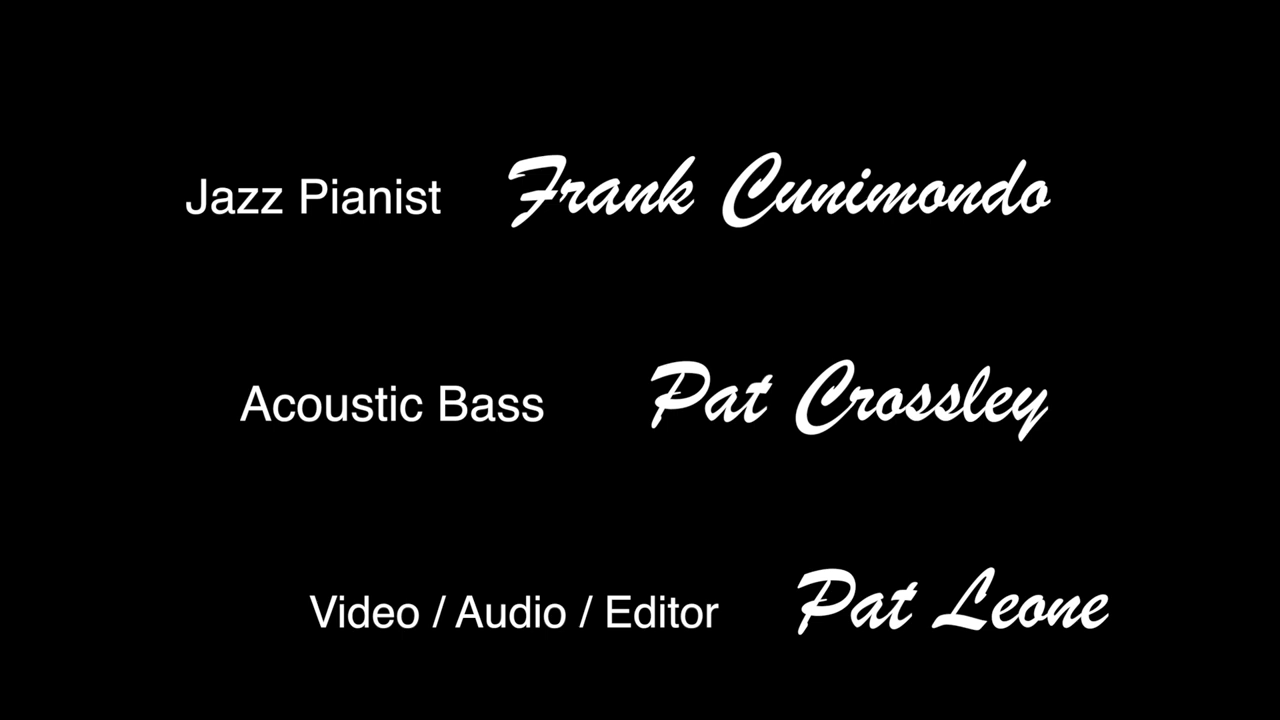 Jazz Pianist Frank Cunimondo
Acoustic Bass Pat Crossley
Video / Audio / Editor Pat Leone